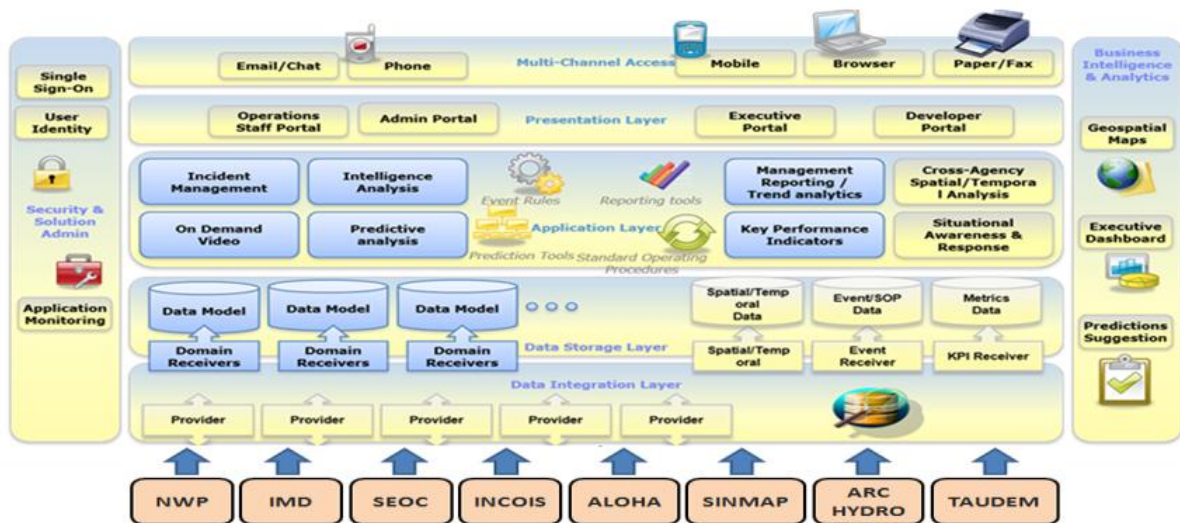 Single
Sign-On
User
Identity
Security &
Solution
Admin
Application
Monitoring
Email/Chat
Phone
Multi-Channel Access
Mobile
Browser
Paper/Fax
Operations
Staff Portal
Admin Portal
Presentation Layer
Executive
Portal
Developer
Portal
Incident
Management
Intelligence
Analysis
Event Rules
Reporting tools
Management
Reporting /
Trend analytics
Cross-Agency
Spatial/Tempora
l Analysis
On Demand
Video
Predictive
analysis
Application Layer
Prediction Tools
Standard Operating
Procedures
Key Performance
Indicators
Situational
Awareness &
Response
Data Model
Data Model
Data Model
Spatial/Temp
oral
Data
Event/SOP
Data
Metrics
Data
Domain
Receivers
Domain
Receivers
Domain
Receivers
Data Storage Layer
Spatial/Temp
oral
Event
Receiver
KPI Receiver
Data Integration Layer
Provider
Provider
Provider
Provider
Provider
Business
Intelligence
& Analytics
Geospatial
Maps
Executive
Dashboard
Predictions
Suggestion
NWP
IMD
SEOC
INCOIS
ALOHA
SINMAP
ARC
HYDRO
TAUDEM